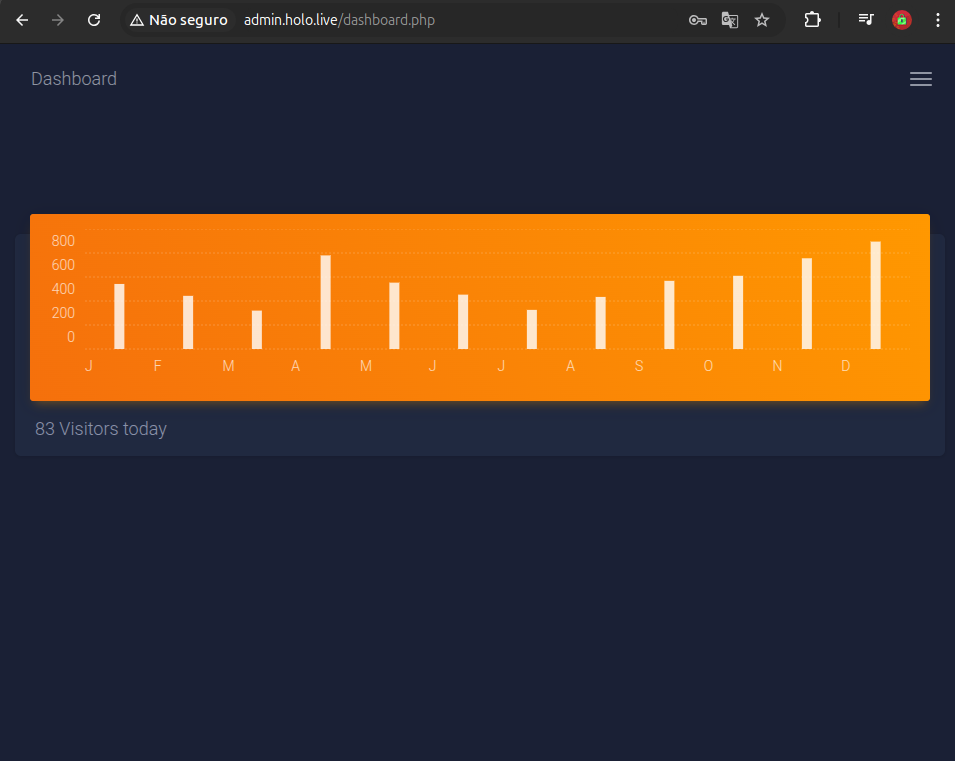 Não seguro admin.holo.live/dashboard.php
Dashboard
800
600
400
200
0
J F M A M J J A S O N D
83 Visitors today